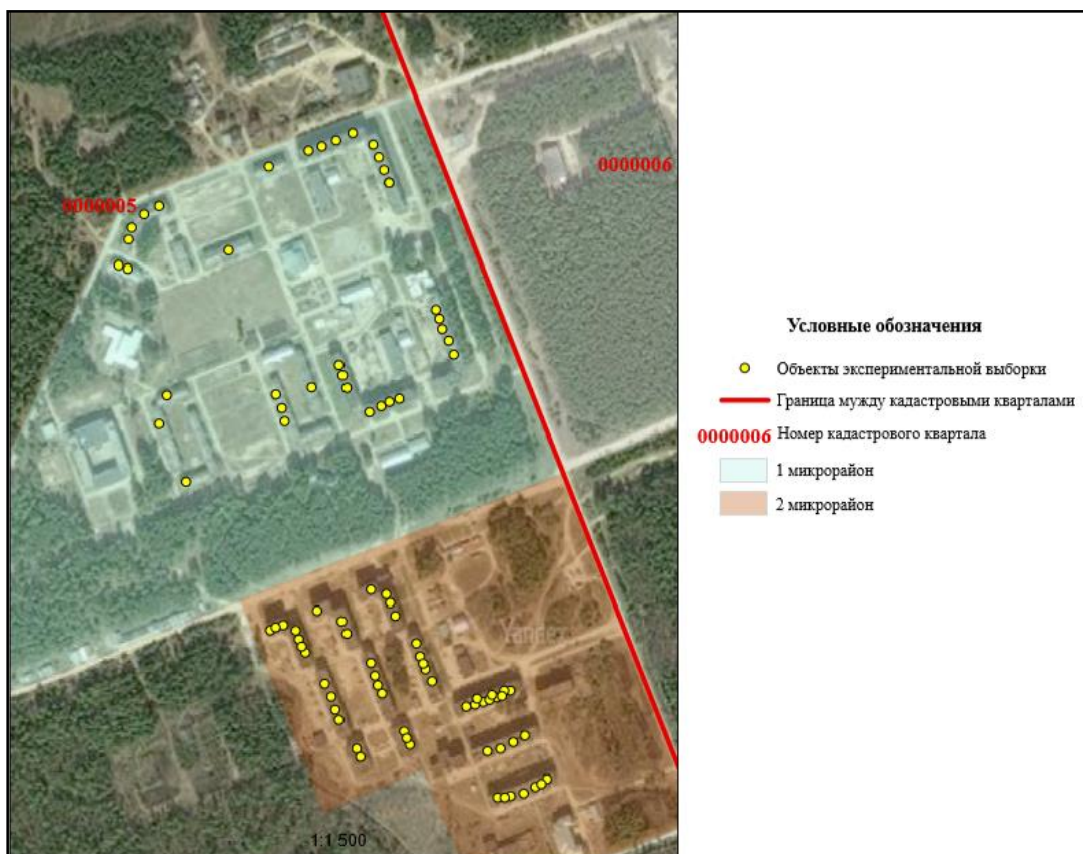 0000006
0000005
Yandex
1:1 500
Условные обозначения
Объекты экспериментальной выборки
Граница мужду кадастровыми кварталами
0000006 Номер кадастрового квартала
1 микрорайон
2 микрорайон